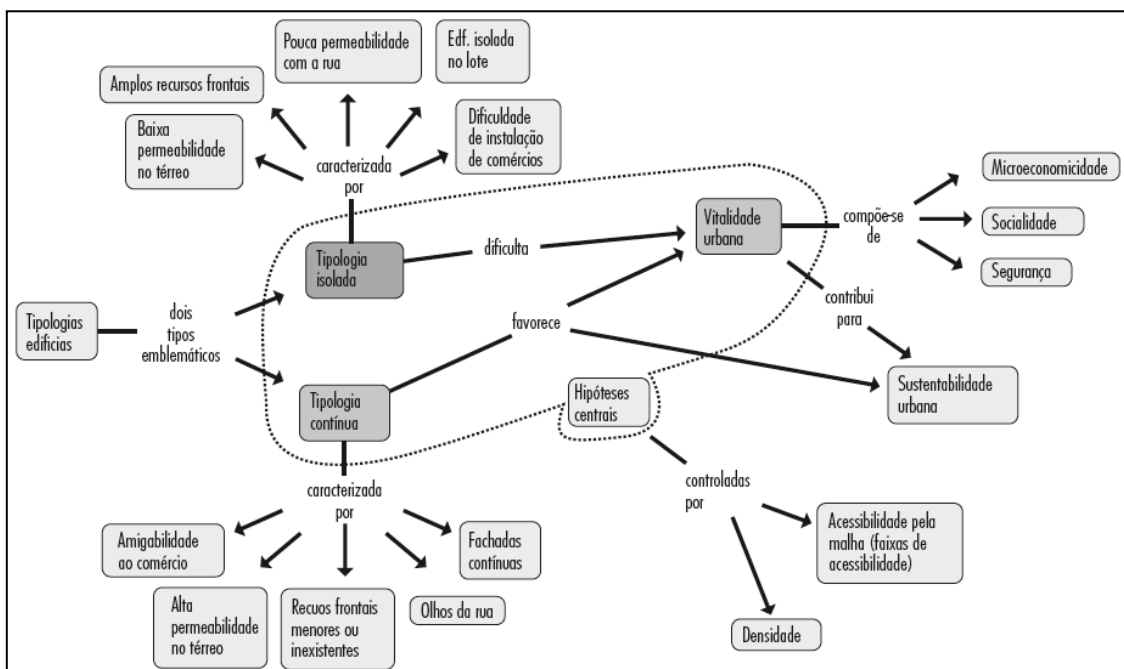 Pouca permeabilidade
com a rua
Edf. isolada
no lote
Amplos recursos frontais
Baixa
permeabilidade
no térreo
caracterizada
por
Dificuldade
de instalação
de comércios
Microeconomicidade
Vitalidade
urbana
compõe-se
de
Socialidade
Segurança
Tipologia
isolada
dificulta
contribui
para
Tipologias
edifícias
dois
tipos
emblemáticos
favorece
Tipologia
contínua
Hipóteses
centrais
Sustentabilidade
urbana
caracterizada
por
controladas
por
Amigabilidade
ao comércio
Fachadas
contínuas
Acessibilidade pela
malha (faixas de
acessibilidade)
Alta
permeabilidade
no térreo
Recuos frontais
menores ou
inexistentes
Olhos da rua
Densidade